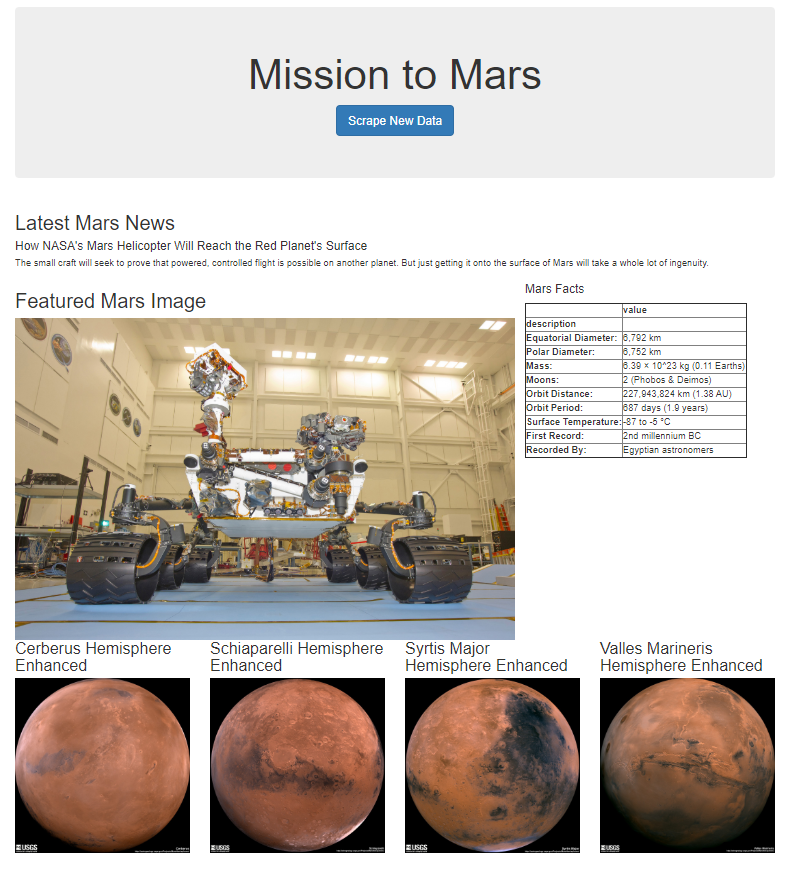 Mission to Mars
Scrape New Data
Latest Mars News
How NASA's Mars Helicopter Will Reach the Red Planet's Surface
The small craft will seek to prove that powered, controlled flight is possible on another planet. But just getting it onto the surface of Mars will take a whole lot of ingenuity.
Featured Mars Image
Mars Facts
value
description
Equatorial Diameter: 6,792 km
Polar Diameter: 6,752 km
Mass: 6.39 × 10^23 kg (0.11 Earths)
Moons: 2 (Phobos & Deimos)
Orbit Distance: 227,943,824 km (1.38 AU)
Orbit Period: 687 days (1.9 years)
Surface Temperature: -87 to -5 °C
First Record: 2nd millennium BC
Recorded By: Egyptian astronomers
Cerberus Hemisphere
Enhanced
Schiaparelli Hemisphere
Enhanced
Syrtis Major
Hemisphere Enhanced
Valles Marineris
Hemisphere Enhanced
USGS
USGS
USGS
USGS